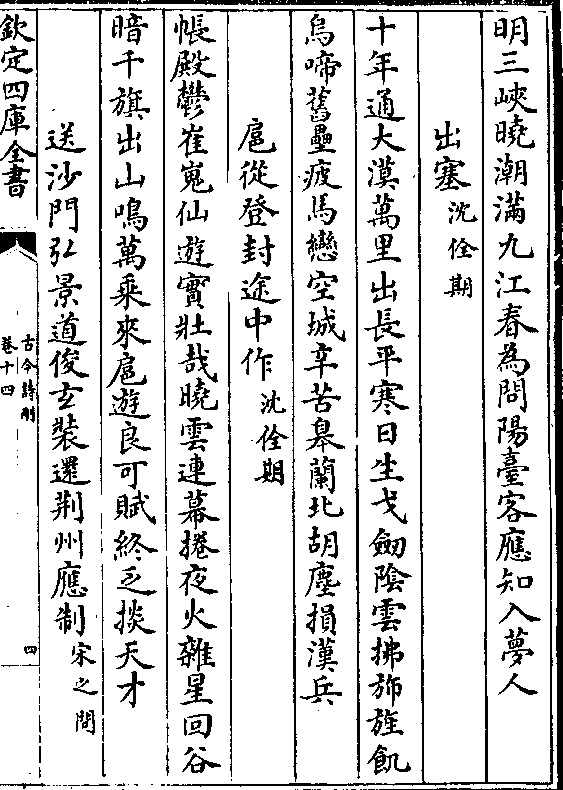 明三峽曉潮滿九江春為問陽臺客應知入夢人
出塞沈佺期
十年通大漠萬里出長平寒日生戈劒陰雲拂斾旌飢
烏啼舊壘疲馬戀空城辛苦臯蘭北胡塵損漢兵
扈從登封途中作沈佺期
帳殿鬱崔嵬仙遊實壯哉曉雲連幕捲夜火雜星回谷
暗千旗出山鳴萬乘來扈遊良可賦終乏掞天才
送沙門弘景道俊玄裝還荆州應制宋之問
欽定四庫全書
古今詩刪
卷十四
四